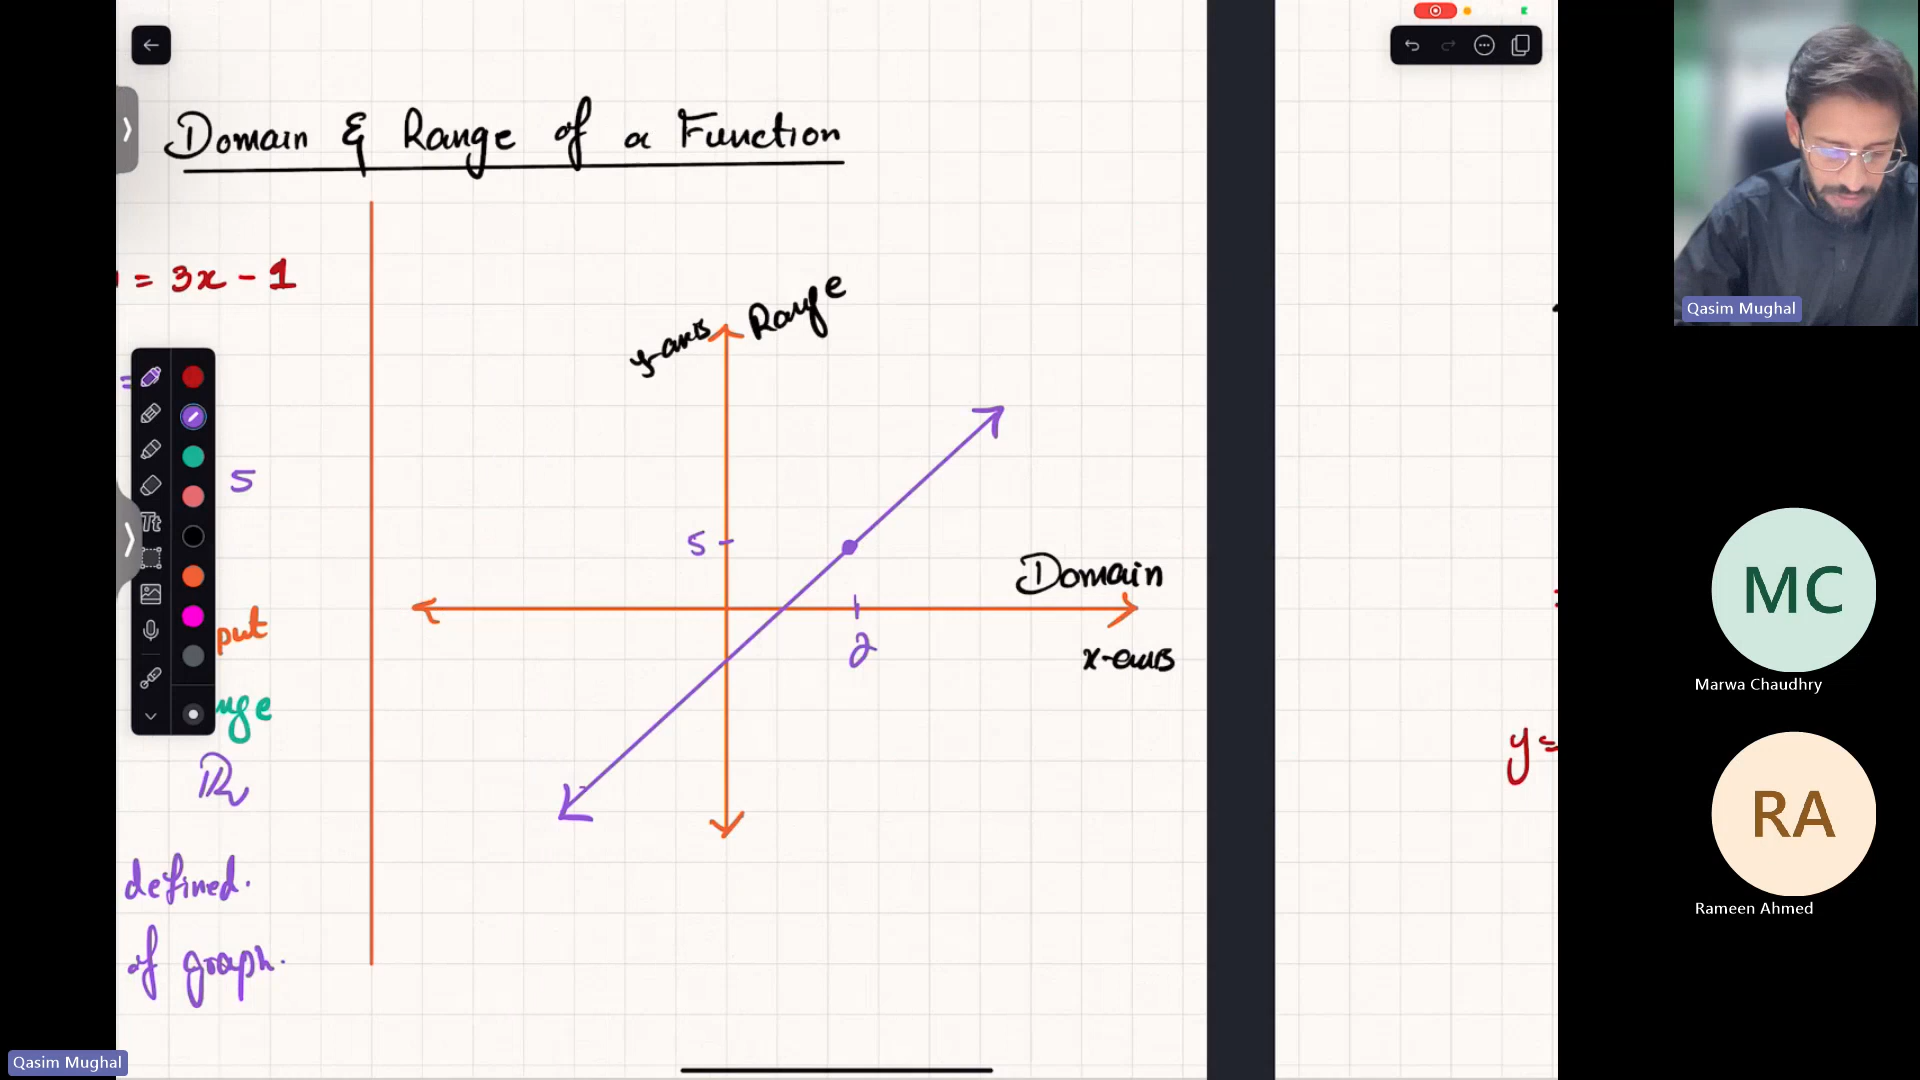 Domain & Range of a Function
= 3x - 1
=
5
put
nge
ℝ
defined.
of graph.
Tt
y-axis
Range
5
Domain
2
x-axis
y =
Qasim Mughal
MC
Marwa Chaudhry
RA
Rameen Ahmed
Qasim Mughal